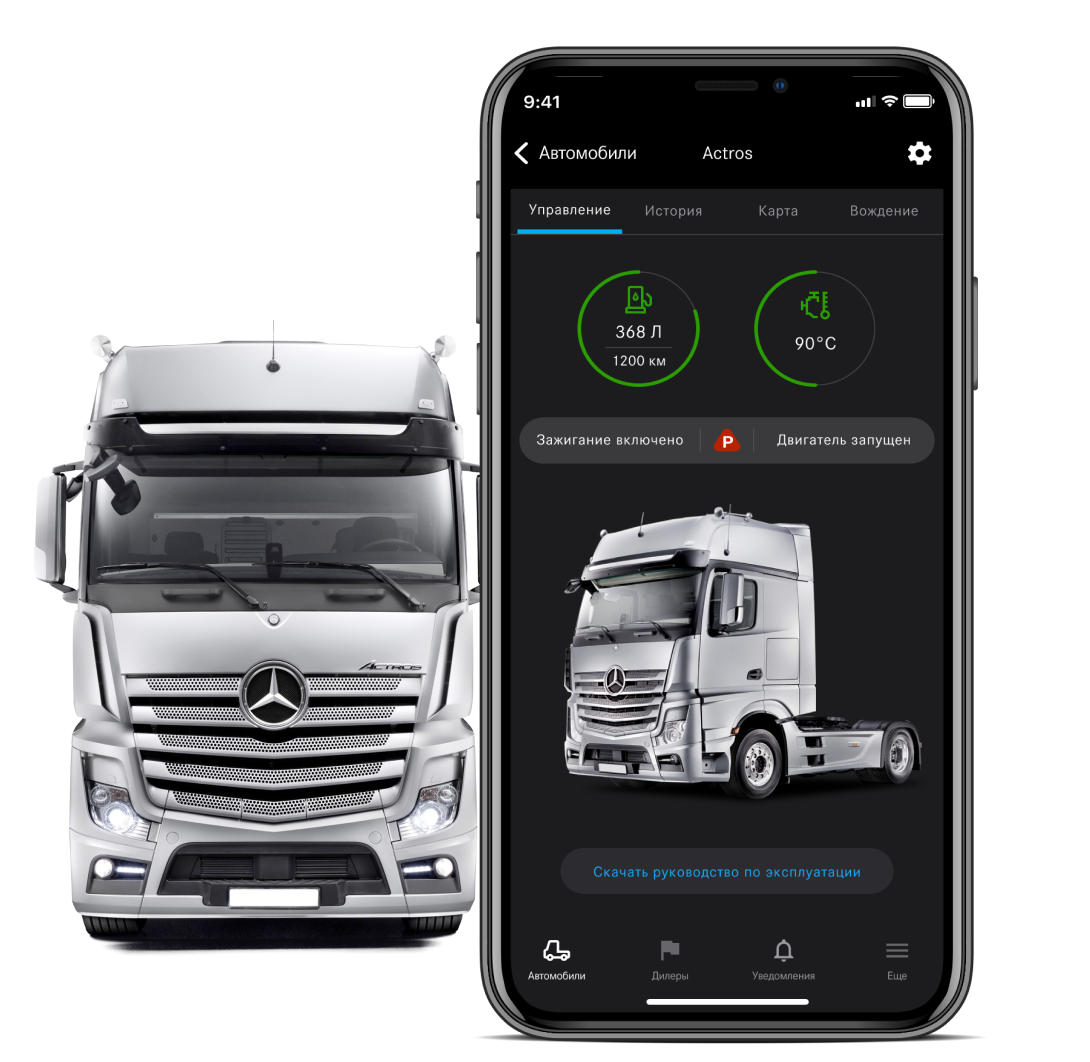 9:41
Автомобили
Actros
Управление
История
Карта
Вождение
368 Л
1200 км
90°C
Зажигание включено
P
Двигатель запущен
ACTROS
Скачать руководство по эксплуатации
Автомобили
Дилеры
Уведомления
Еще